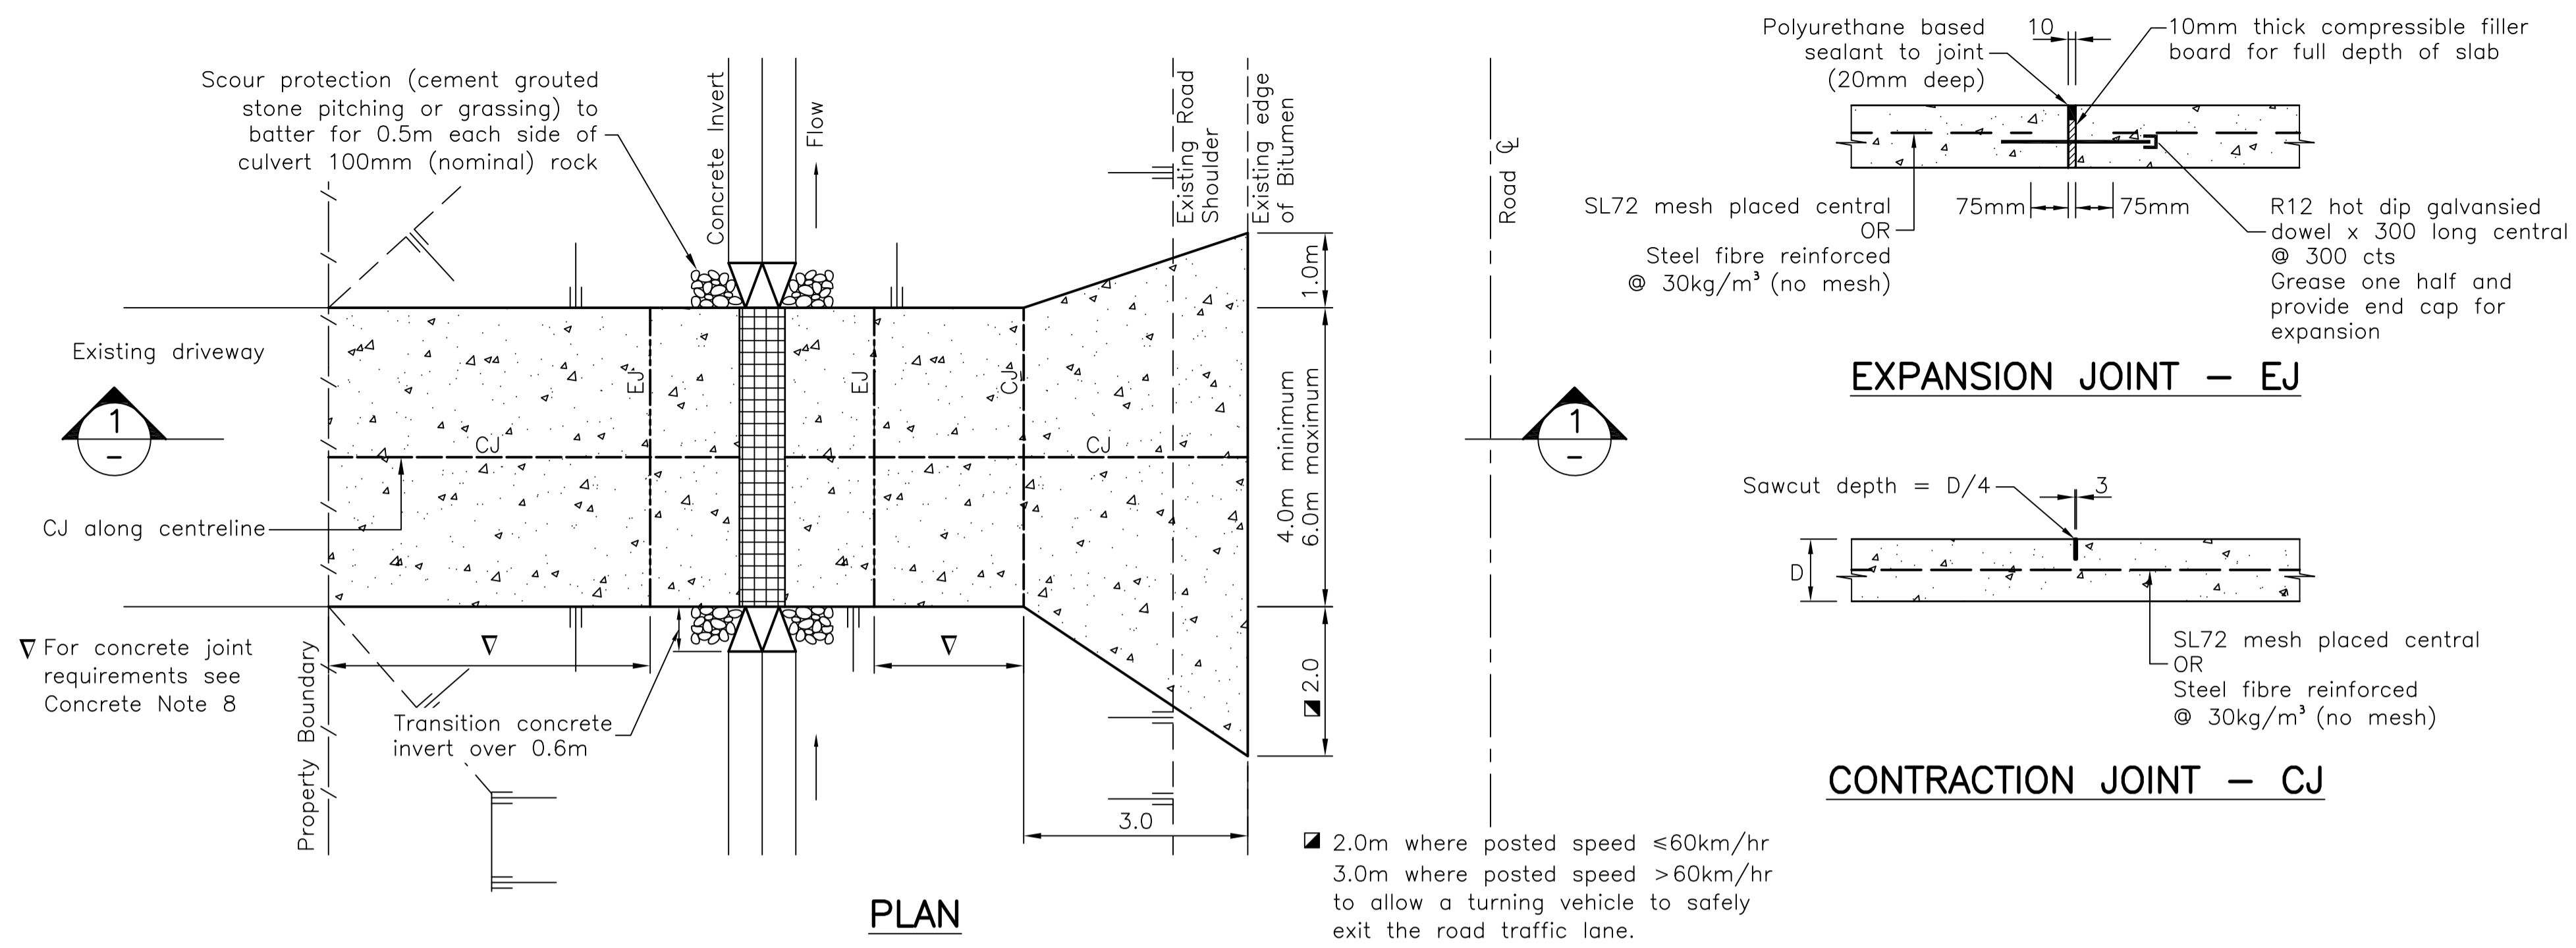 Scour protection (cement grouted
stone pitching or grassing) to
batter for 0.5m each side of
culvert 100mm (nominal) rock
Concrete Invert
Flow
Existing Road
Shoulder
Existing edge
of Bitumen
Road ℄
1.0m
4.0m minimum
6.0m maximum
2.0
3.0
Existing driveway
1
-
EJ
EJ
CJ
CJ
CJ
1
-
CJ along centreline
∇ For concrete joint
requirements see
Concrete Note 8
Property Boundary
∇
∇
Transition concrete
invert over 0.6m
PLAN
2.0m where posted speed ≤60km/hr
3.0m where posted speed >60km/hr
to allow a turning vehicle to safely
exit the road traffic lane.
Polyurethane based
sealant to joint
(20mm deep)
10
10mm thick compressible filler
board for full depth of slab
SL72 mesh placed central
OR
Steel fibre reinforced
@ 30kg/m³ (no mesh)
75mm
75mm
R12 hot dip galvansied
dowel x 300 long central
@ 300 cts
Grease one half and
provide end cap for
expansion
EXPANSION JOINT - EJ
Sawcut depth = D/4
3
D
SL72 mesh placed central
OR
Steel fibre reinforced
@ 30kg/m³ (no mesh)
CONTRACTION JOINT - CJ